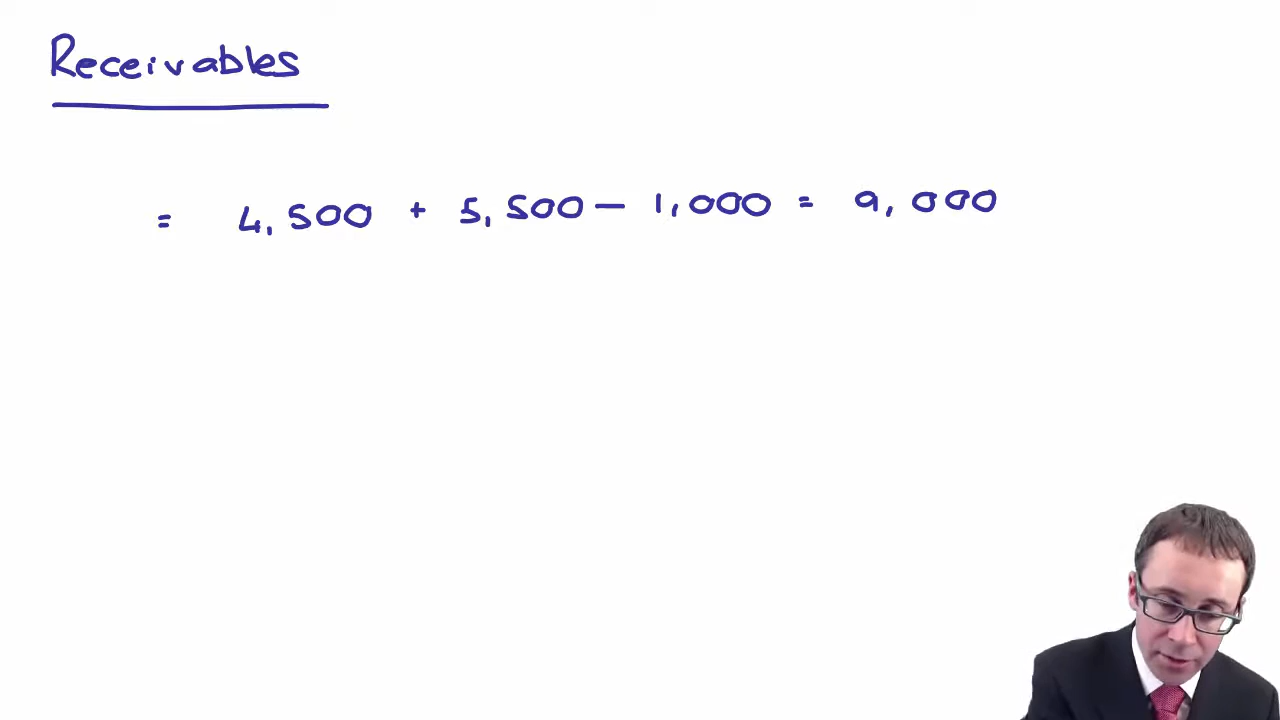 Receivables
= 4,500 + 5,500 - 1,000 = 9,000